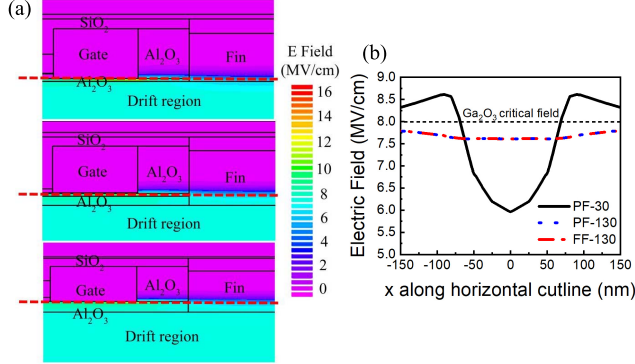 (a)
SiO2
Gate
Al2O3
Fin
Al2O3
Drift region
SiO2
Gate
Al2O3
Fin
Al2O3
Drift region
SiO2
Gate
Al2O3
Fin
Al2O3
Drift region
E Field
(MV/cm)
16
14
12
10
8
6
4
2
0
(b)
Electric Field (MV/cm)
9.0
8.5
8.0
7.5
7.0
6.5
6.0
5.5
5.0
Ga2O3 critical field
PF-30
PF-130
FF-130
-150 -100 -50 0 50 100 150
x along horizontal cutline (nm)